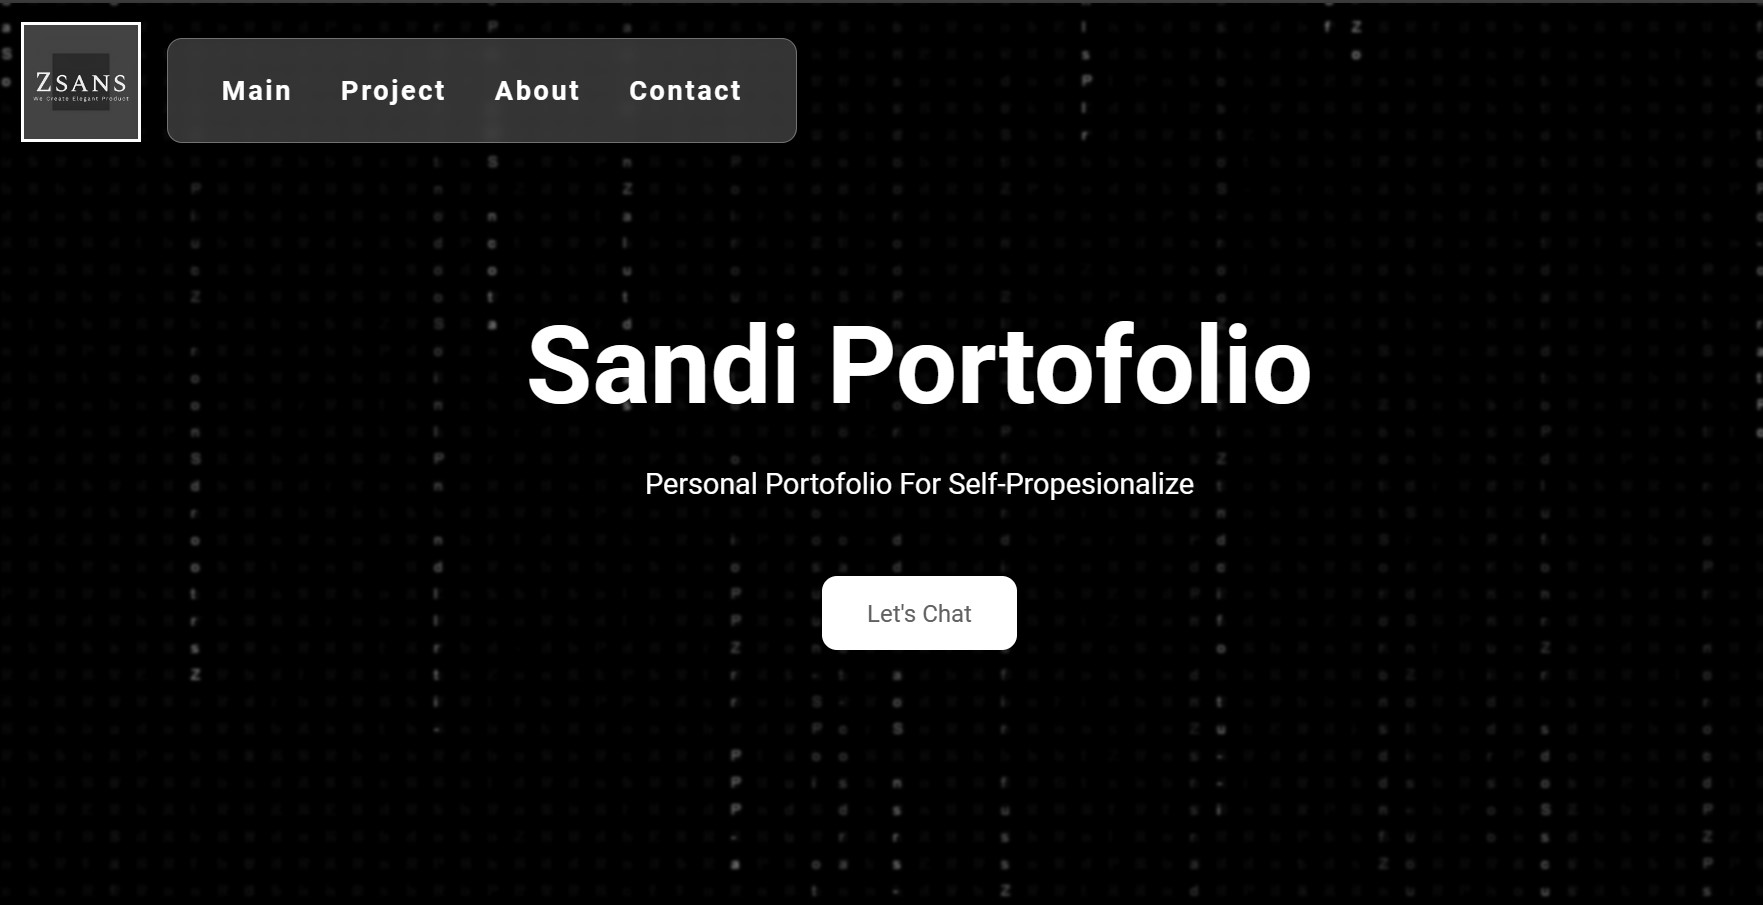 ZSANS
We Create Elegant Product
Main Project About Contact
Sandi Portofolio
Personal Portofolio For Self-Propesionalize
Let's Chat